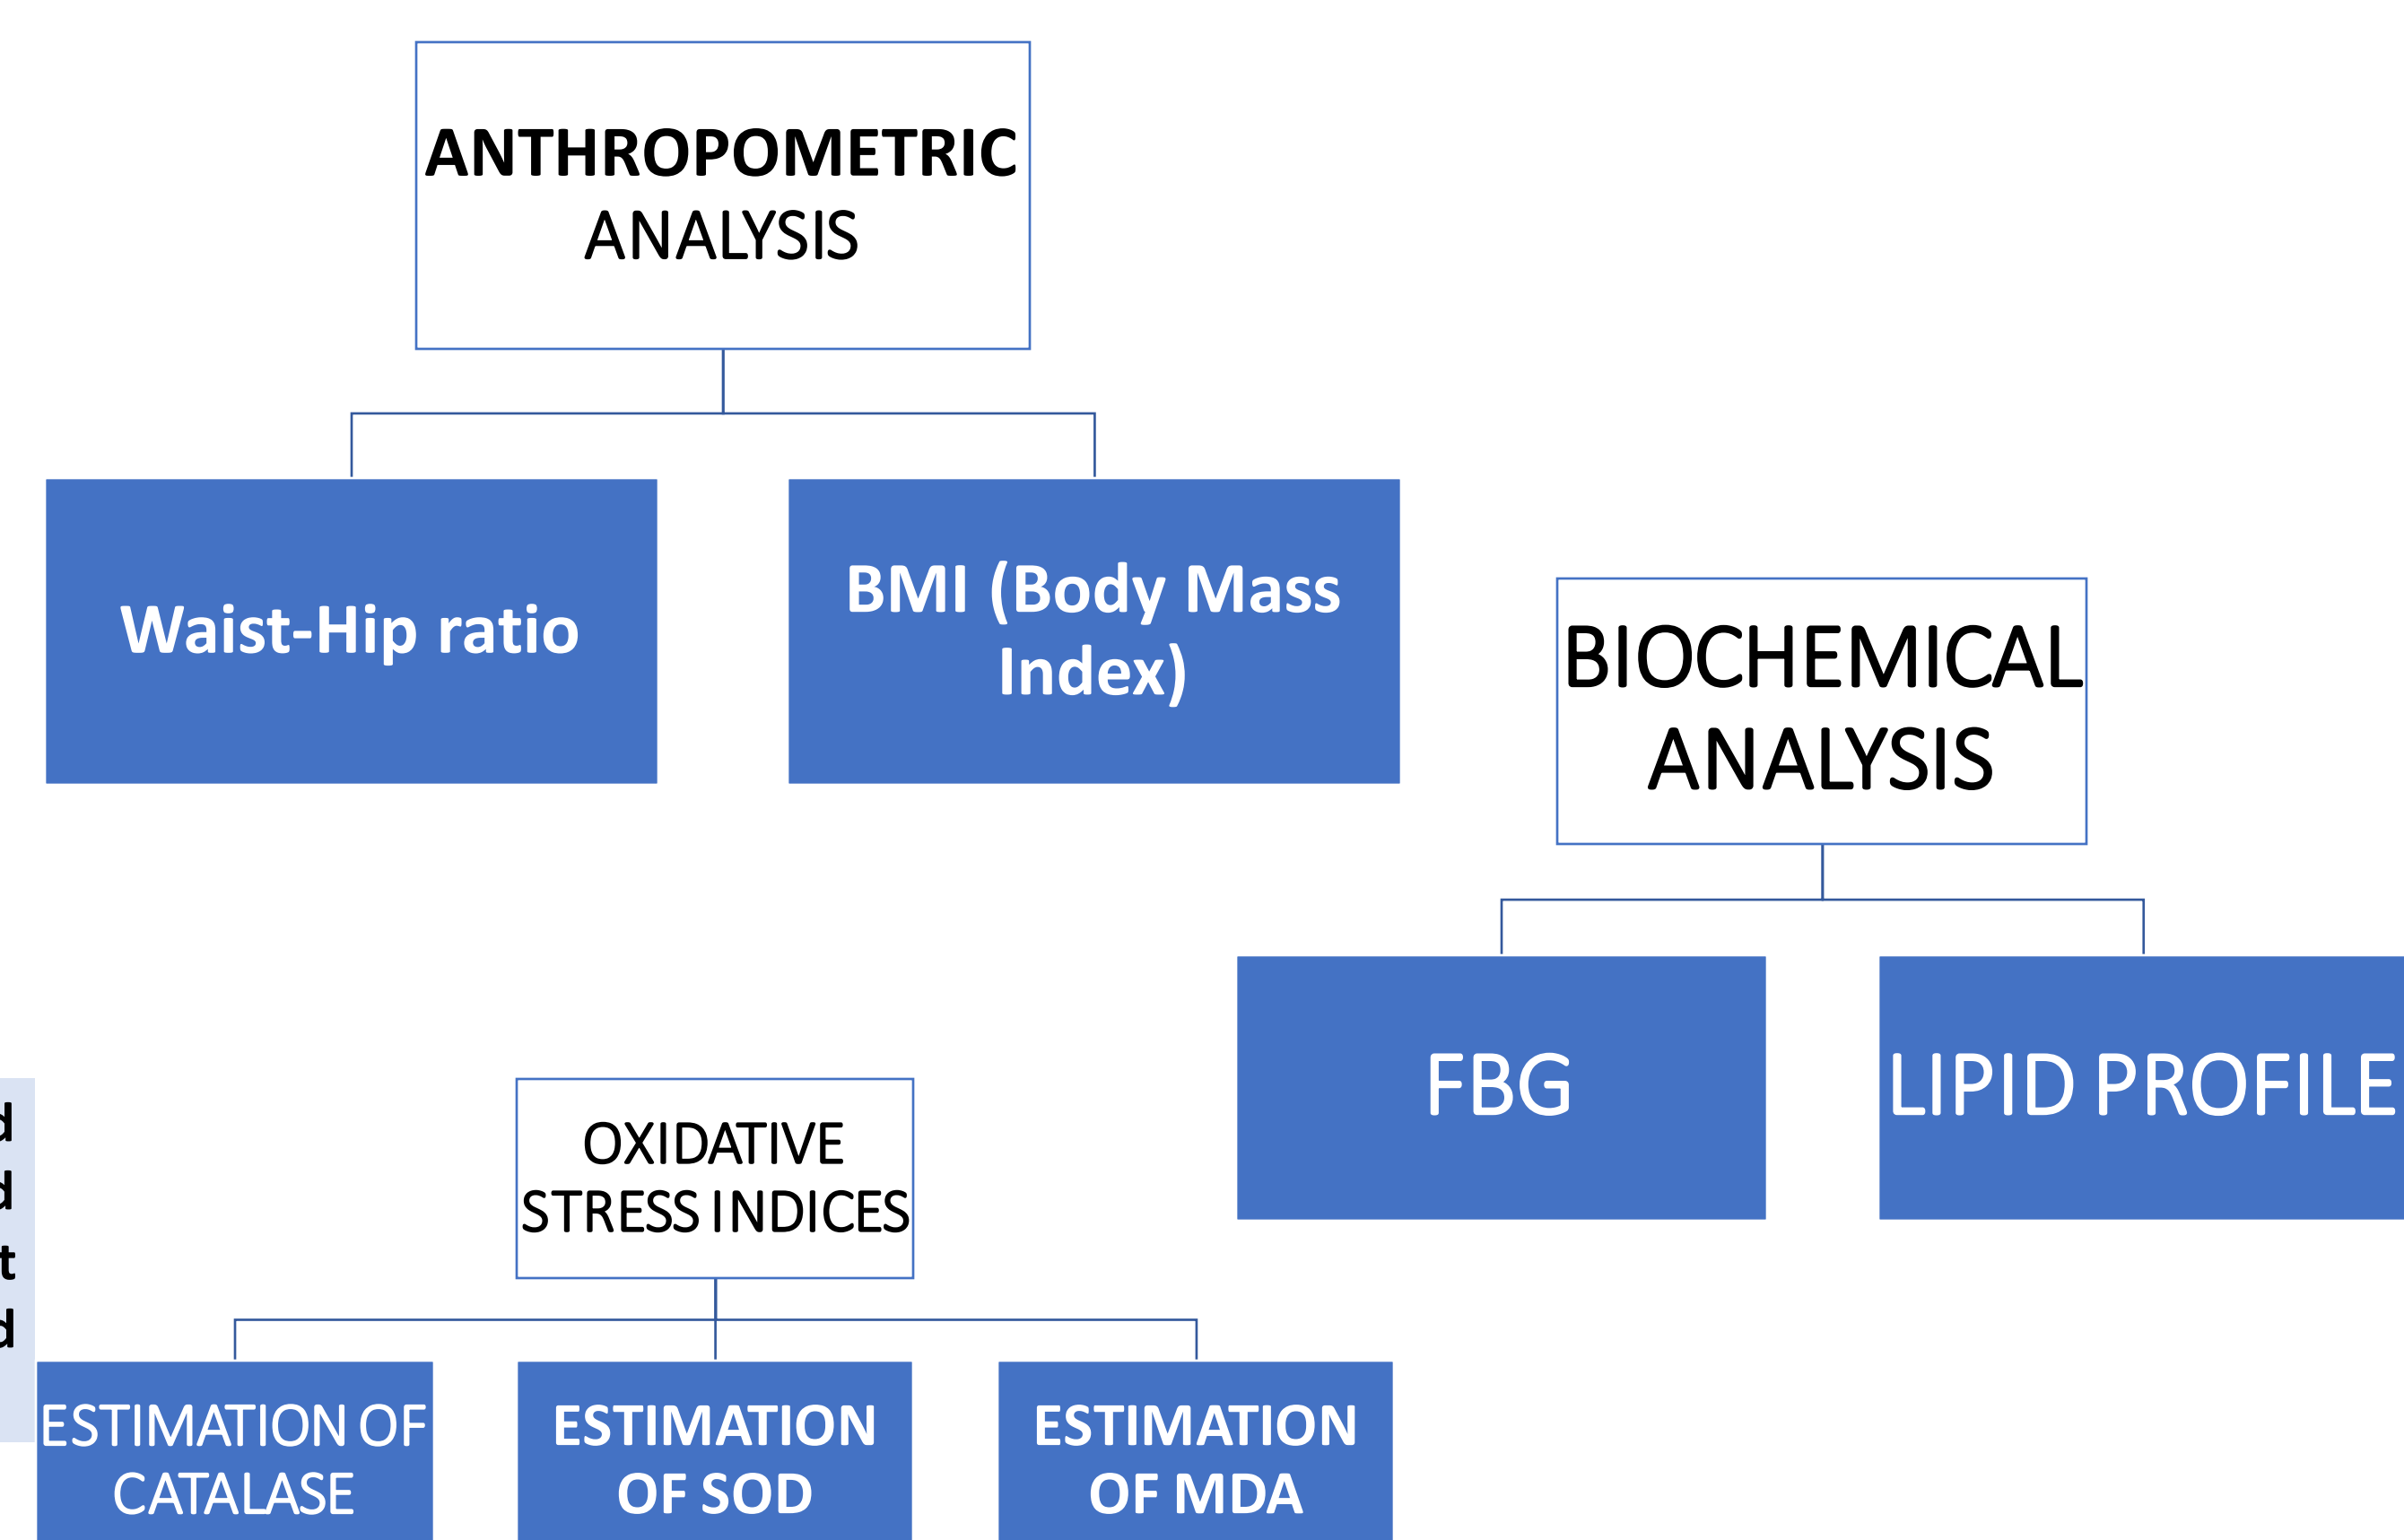 ANTHROPOMETRIC
ANALYSIS
Waist-Hip ratio
BMI (Body Mass
Index)
BIOCHEMICAL
ANALYSIS
FBG
LIPID PROFILE
OXIDATIVE
STRESS INDICES
ESTIMATION OF
CATALASE
ESTIMATION
OF SOD
ESTIMATION
OF MDA